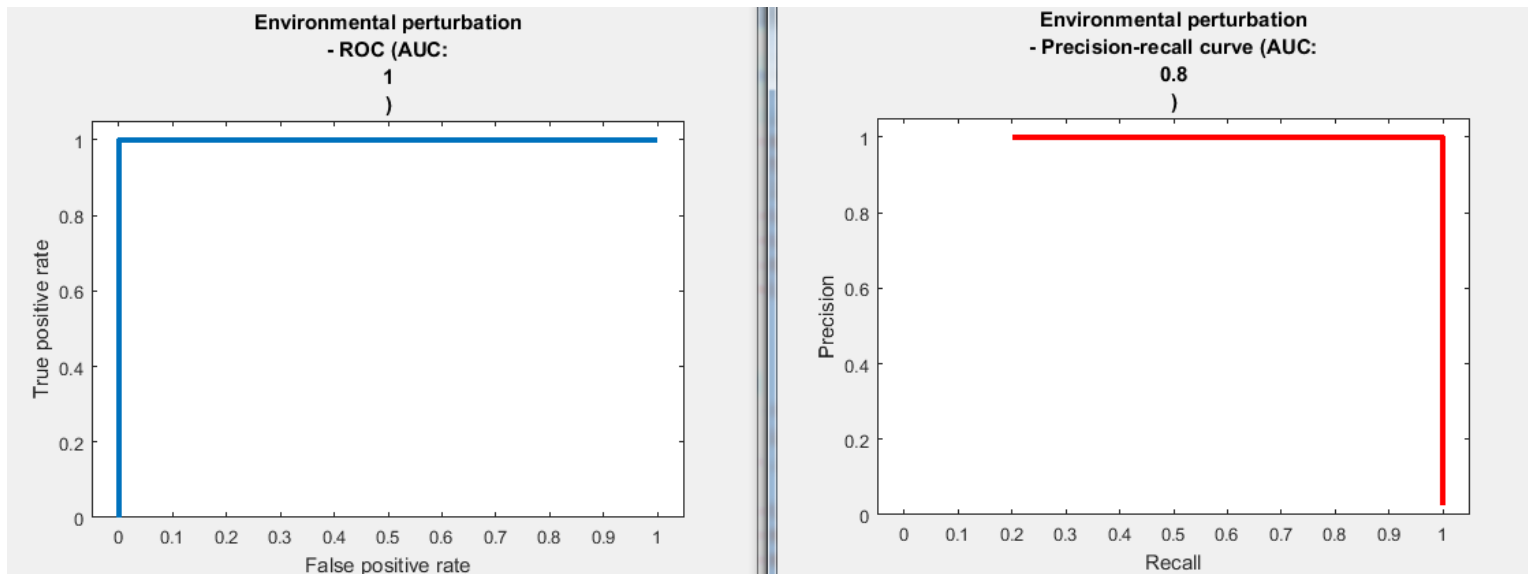 Environmental perturbation
- ROC (AUC:
1
)
1
0.8
0.6
0.4
0.2
0
True positive rate
0 0.1 0.2 0.3 0.4 0.5 0.6 0.7 0.8 0.9 1
False positive rate
Environmental perturbation
- Precision-recall curve (AUC:
0.8
)
1
0.8
0.6
0.4
0.2
0
Precision
0 0.1 0.2 0.3 0.4 0.5 0.6 0.7 0.8 0.9 1
Recall